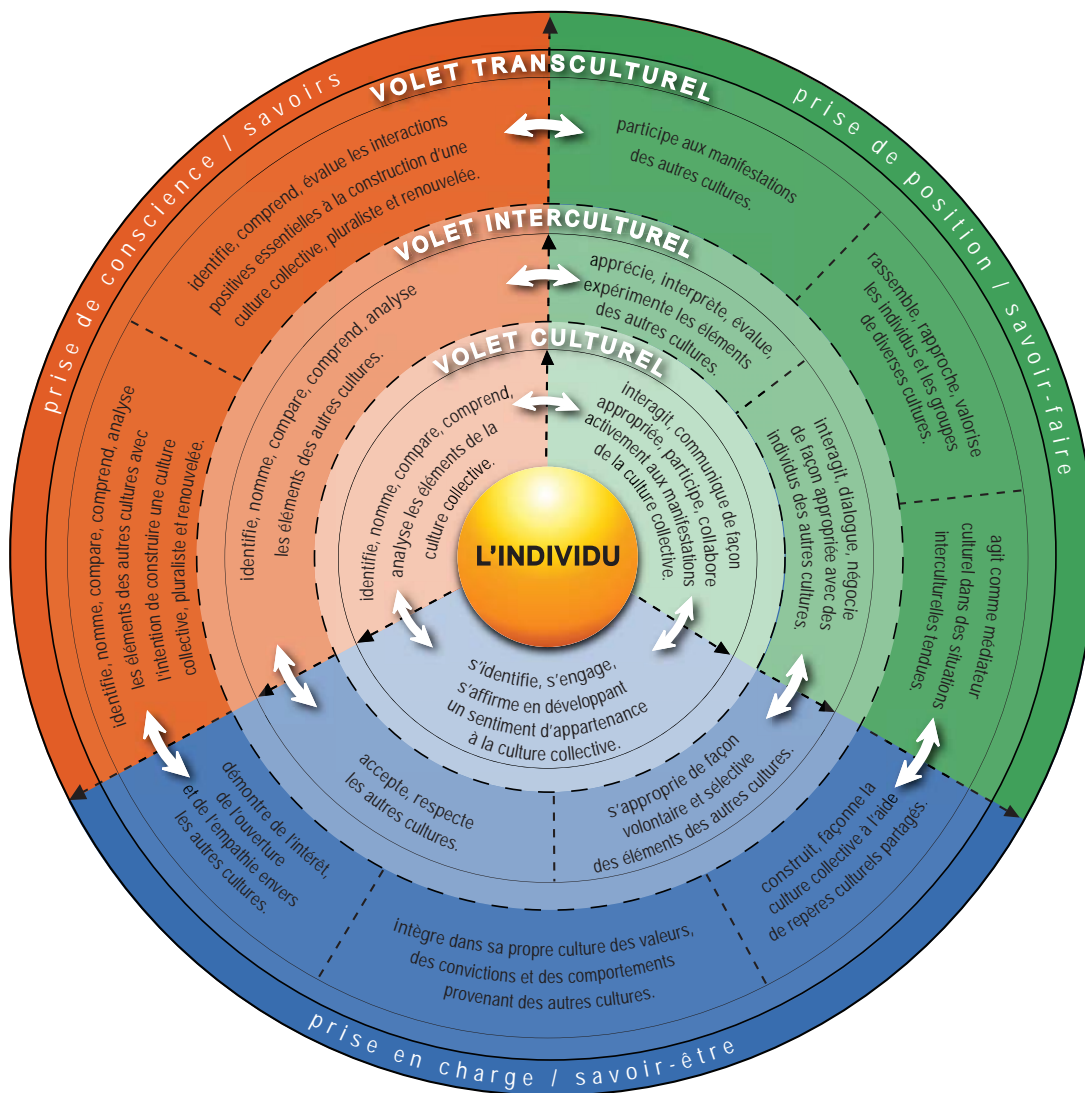 VOLET TRANSCULTUREL
prise de conscience / savoirs
prise de position / savoir-faire
prise en charge / savoir-être
identifie, comprend, évalue les interactions
positives essentielles à la construction d'une
culture collective, pluraliste et renouvelée.
identifie, nomme, compare, comprend, analyse
les éléments des autres cultures avec
l'intention de construire une culture
collective, pluraliste et renouvelée.
participe aux manifestations
des autres cultures.
rassemble, rapproche, valorise
les individus et les groupes
de diverses cultures.
agit comme médiateur
culturel dans des situations
interculturelles tendues.
VOLET INTERCULTUREL
identifie, nomme, compare, comprend, analyse
les éléments des autres cultures.
apprécie, interprète, évalue,
expérimente les éléments
des autres cultures.
interagit, dialogue, négocie
de façon appropriée avec des
individus des autres cultures.
VOLET CULTUREL
identifie, nomme, compare, comprend,
analyse les éléments de la
culture collective.
interagit, communique de façon
appropriée, participe, collabore
activement aux manifestations
de la culture collective.
L'INDIVIDU
s'identifie, s'engage,
s'affirme en développant
un sentiment d'appartenance
à la culture collective.
accepte, respecte
les autres cultures.
s'approprie de façon
volontaire et sélective
des éléments des autres cultures.
démontre de l'intérêt,
de l'ouverture
et de l'empathie envers
les autres cultures.
intègre dans sa propre culture des valeurs,
des convictions et des comportements
provenant des autres cultures.
construit, façonne la
culture collective à l'aide
de repères culturels partagés.